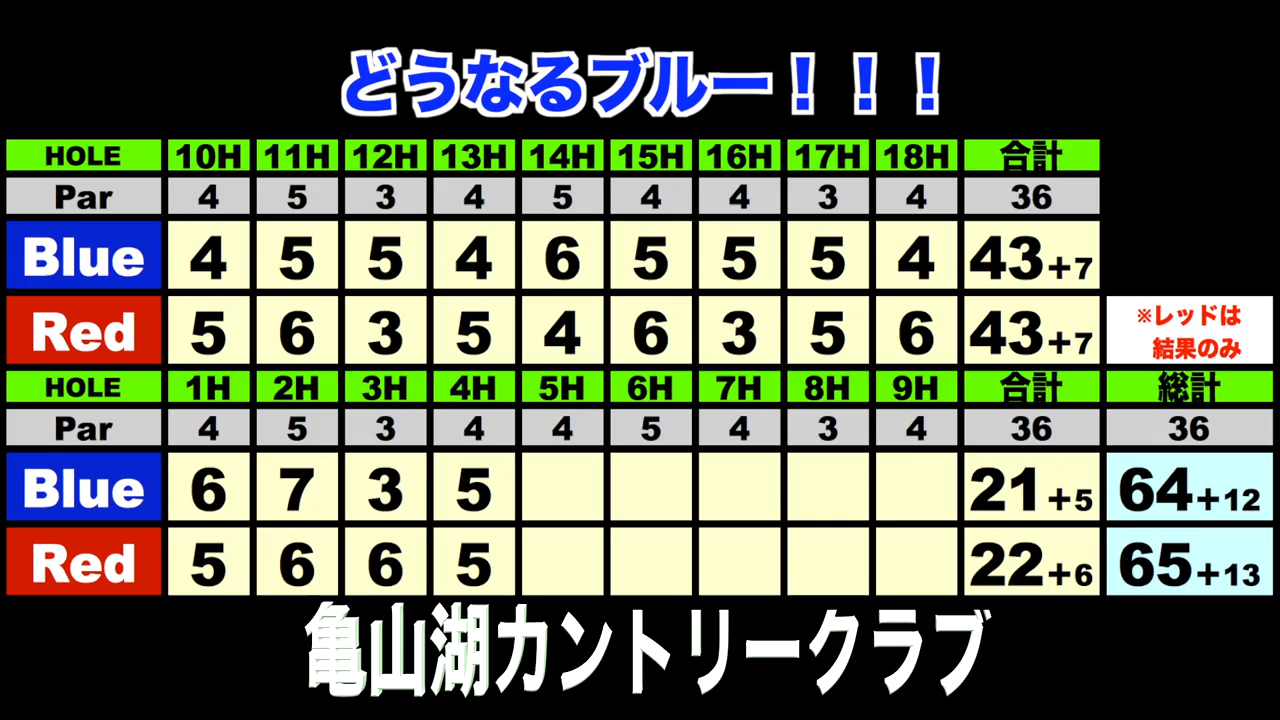 どうなるブルー！！！
HOLE 10H 11H 12H 13H 14H 15H 16H 17H 18H 合計
Par 4 5 3 4 5 4 4 3 4 36
Blue 4 5 5 4 6 5 5 5 4 43+7
Red 5 6 3 5 4 6 3 5 6 43+7 ※レッドは
結果のみ
HOLE 1H 2H 3H 4H 5H 6H 7H 8H 9H 合計 総計
Par 4 5 3 4 4 5 4 3 4 36 36
Blue 6 7 3 5 21+5 64+12
Red 5 6 6 5 22+6 65+13
亀山湖カントリークラブ